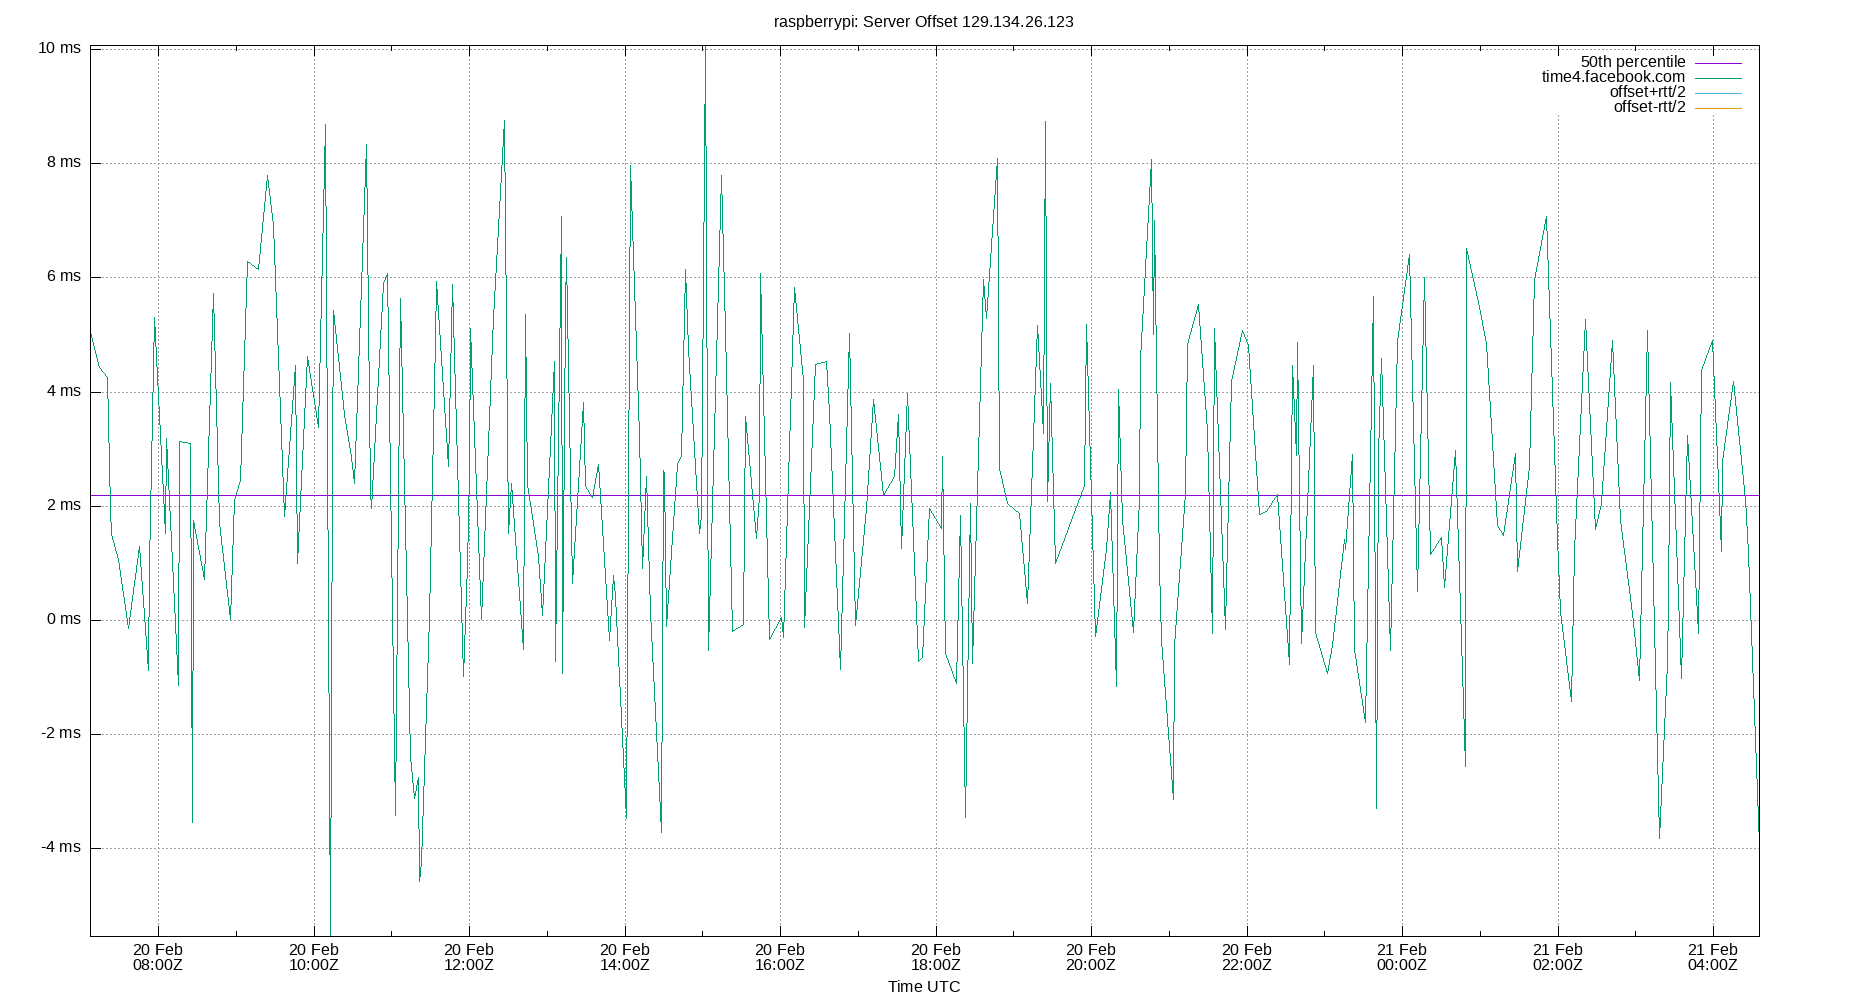 raspberrypi: Server Offset 129.134.26.123
10 ms
8 ms
6 ms
4 ms
2 ms
0 ms
-2 ms
-4 ms
50th percentile
time4.facebook.com
offset+rtt/2
offset-rtt/2
20 Feb 20 Feb 20 Feb 20 Feb 20 Feb 20 Feb 20 Feb 20 Feb 21 Feb 21 Feb 21 Feb
08:00Z 10:00Z 12:00Z 14:00Z 16:00Z 18:00Z 20:00Z 22:00Z 00:00Z 02:00Z 04:00Z
Time UTC